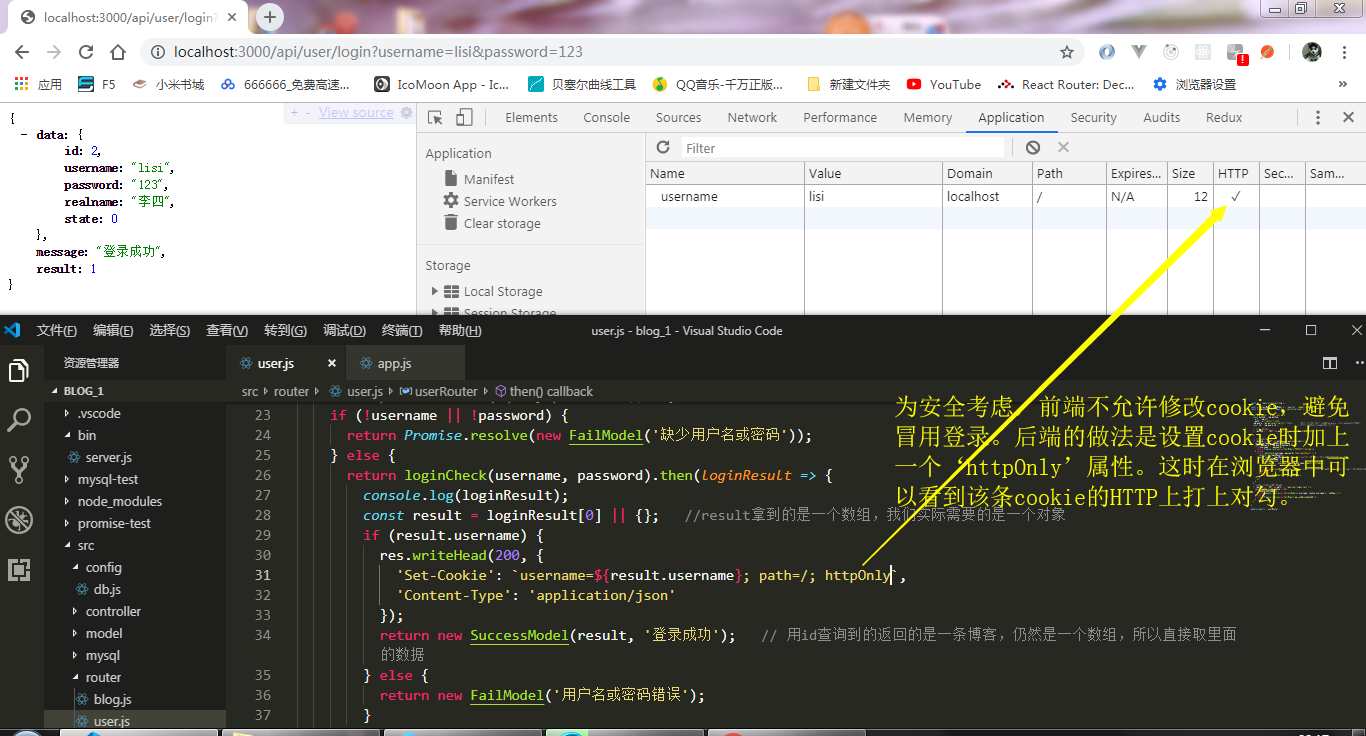 localhost:3000/api/user/login?
localhost:3000/api/user/login?username=lisi&password=123
应用
F5
小米书城
666666_免费高速...
IcoMoon App - Ic...
贝塞尔曲线工具
QQ音乐-千万正版...
新建文件夹
YouTube
React Router: Dec...
浏览器设置
»
+ - View source
{
- data: {
id: 2,
username: "lisi",
password: "123",
realname: "李四",
state: 0
},
message: "登录成功",
result: 1
}
Elements Console Sources Network Performance Memory Application Security Audits Redux
Application
Manifest
Service Workers
Clear storage
Storage
Local Storage
Session Storage
Filter
Name Value Domain Path Expires... Size HTTP Sec... Sam...
username lisi localhost / N/A 12 ✓
文件(F) 编辑(E) 选择(S) 查看(V) 转到(G) 调试(D) 终端(T) 帮助(H)
user.js - blog_1 - Visual Studio Code
资源管理器
BLOG_1
.vscode
bin
server.js
mysql-test
node_modules
promise-test
src
config
db.js
controller
model
mysql
router
blog.js
user.js
user.js
app.js
src router user.js userRouter then() callback
23 if (!username || !password) {
24 return Promise.resolve(new FailModel('缺少用户名或密码'));
25 } else {
26 return loginCheck(username, password).then(loginResult => {
27 console.log(loginResult);
28 const result = loginResult[0] || {}; //result拿到的是一个数组，我们实际需要的是一个对象
29 if (result.username) {
30 res.writeHead(200, {
31 'Set-Cookie': `username=${result.username}; path=/; httpOnly`,
32 'Content-Type': 'application/json'
33 });
34 return new SuccessModel(result, '登录成功'); // 用id查询到的返回的是一条博客，仍然是一个数组，所以直接取里面
的数据
35 } else {
36 return new FailModel('用户名或密码错误');
37 }
为安全考虑，前端不允许修改cookie，避免
冒用登录。后端的做法是设置cookie时加上
一个‘httpOnly’属性。这时在浏览器中可
以看到该条cookie的HTTP上打上对勾。